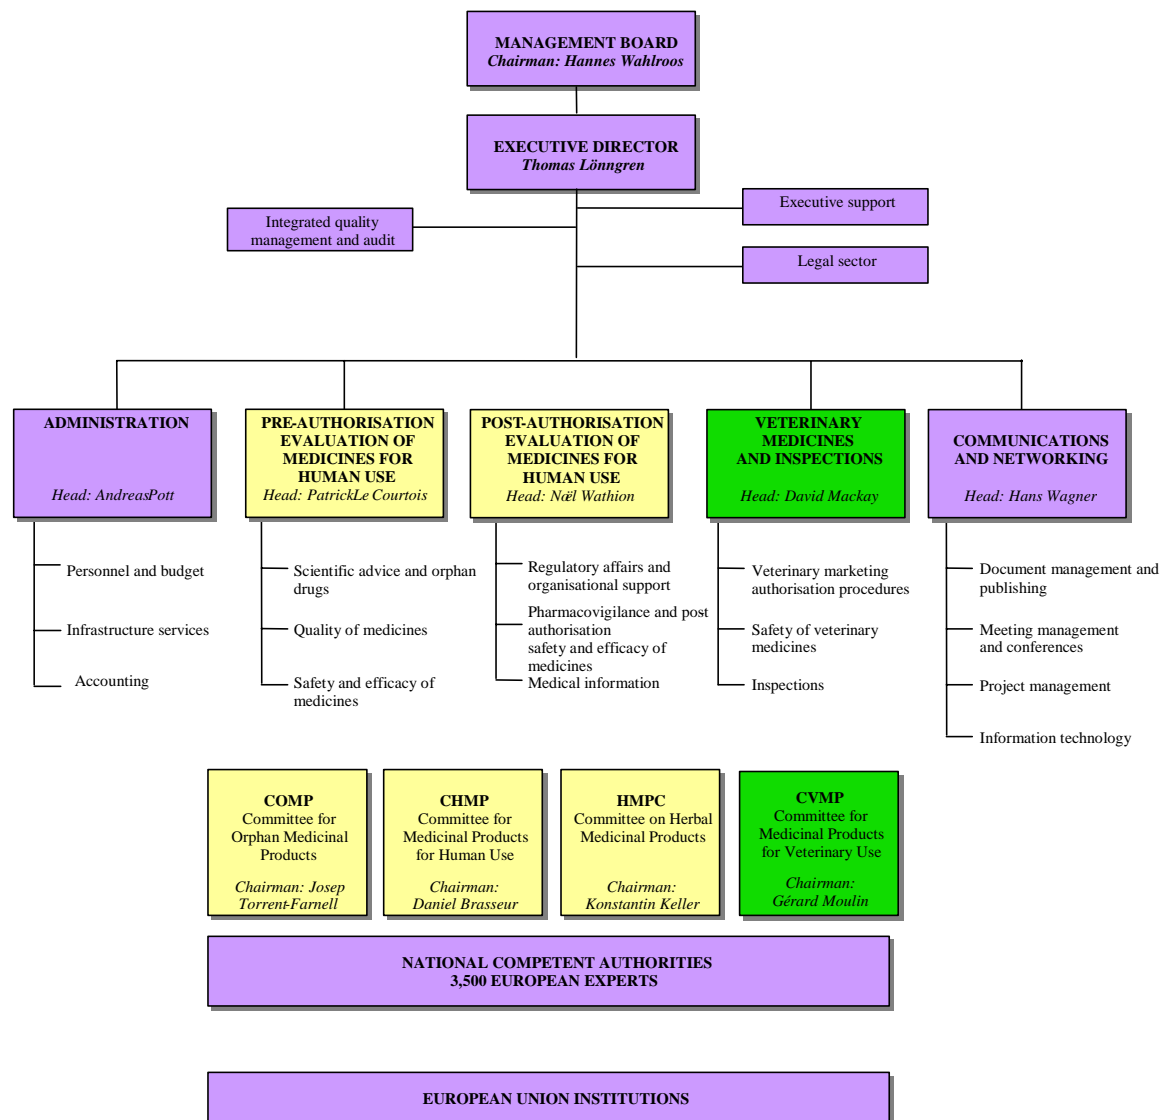 MANAGEMENT BOARD
Chairman: Hannes Wahlroos
EXECUTIVE DIRECTOR
Thomas Lönngren
Executive support
Integrated quality
management and audit
Legal sector
ADMINISTRATION
Head: AndreasPott
Personnel and budget
Infrastructure services
Accounting
PRE-AUTHORISATION
EVALUATION OF
MEDICINES FOR
HUMAN USE
Head: PatrickLe Courtois
Scientific advice and orphan
drugs
Quality of medicines
Safety and efficacy of
medicines
POST-AUTHORISATION
EVALUATION OF
MEDICINES FOR
HUMAN USE
Head: Noël Wathion
Regulatory affairs and
organisational support
Pharmacovigilance and post
authorisation
safety and efficacy of
medicines
Medical information
VETERINARY
MEDICINES
AND INSPECTIONS
Head: David Mackay
Veterinary marketing
authorisation procedures
Safety of veterinary
medicines
Inspections
COMMUNICATIONS
AND NETWORKING
Head: Hans Wagner
Document management and
publishing
Meeting management
and conferences
Project management
Information technology
COMP
Committee for
Orphan Medicinal
Products
Chairman: Josep
Torrent-Farnell
CHMP
Committee for
Medicinal Products
for Human Use
Chairman:
Daniel Brasseur
HMPC
Committee on Herbal
Medicinal Products
Chairman:
Konstantin Keller
CVMP
Committee for
Medicinal Products
for Veterinary Use
Chairman:
Gérard Moulin
NATIONAL COMPETENT AUTHORITIES
3,500 EUROPEAN EXPERTS
EUROPEAN UNION INSTITUTIONS